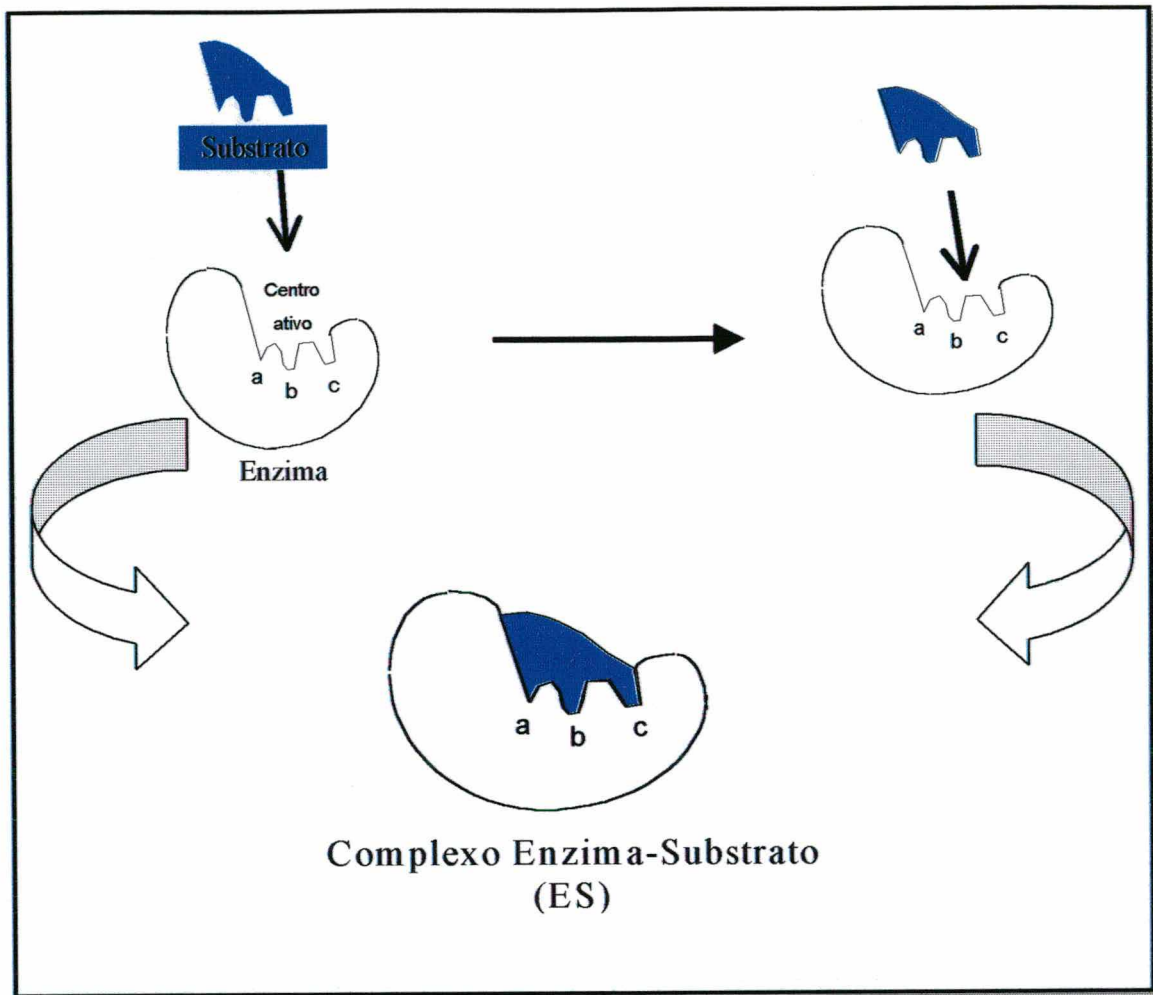 Substrato
Centro
ativo
a b c
Enzima
a b c
a b c
Complexo Enzima-Substrato
(ES)